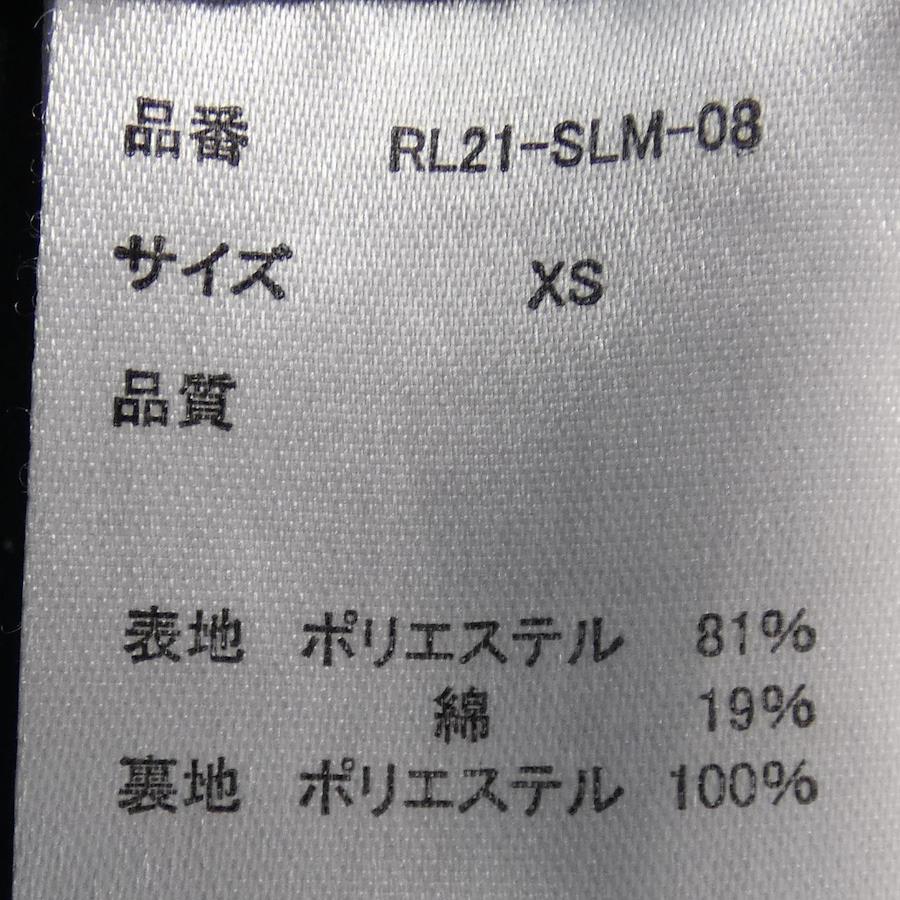 品番 RL21-SLM-08
サイズ XS
品質
表地 ポリエステル 81%
綿 19%
裏地 ポリエステル 100%